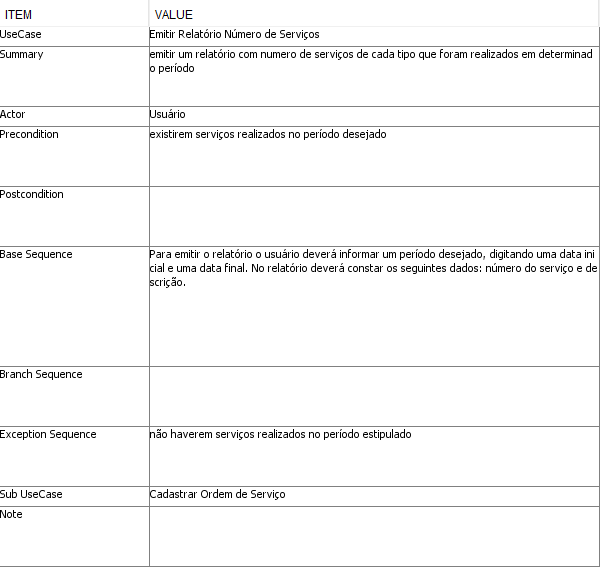 ITEM VALUE
UseCase Emitir Relatório Número de Serviços
Summary emitir um relatório com numero de serviços de cada tipo que foram realizados em determinad
o período
Actor Usuário
Precondition existirem serviços realizados no período desejado
Postcondition
Base Sequence Para emitir o relatório o usuário deverá informar um período desejado, digitando uma data ini
cial e uma data final. No relatório deverá constar os seguintes dados: número do serviço e de
scrição.
Branch Sequence
Exception Sequence não haverem serviços realizados no período estipulado
Sub UseCase Cadastrar Ordem de Serviço
Note